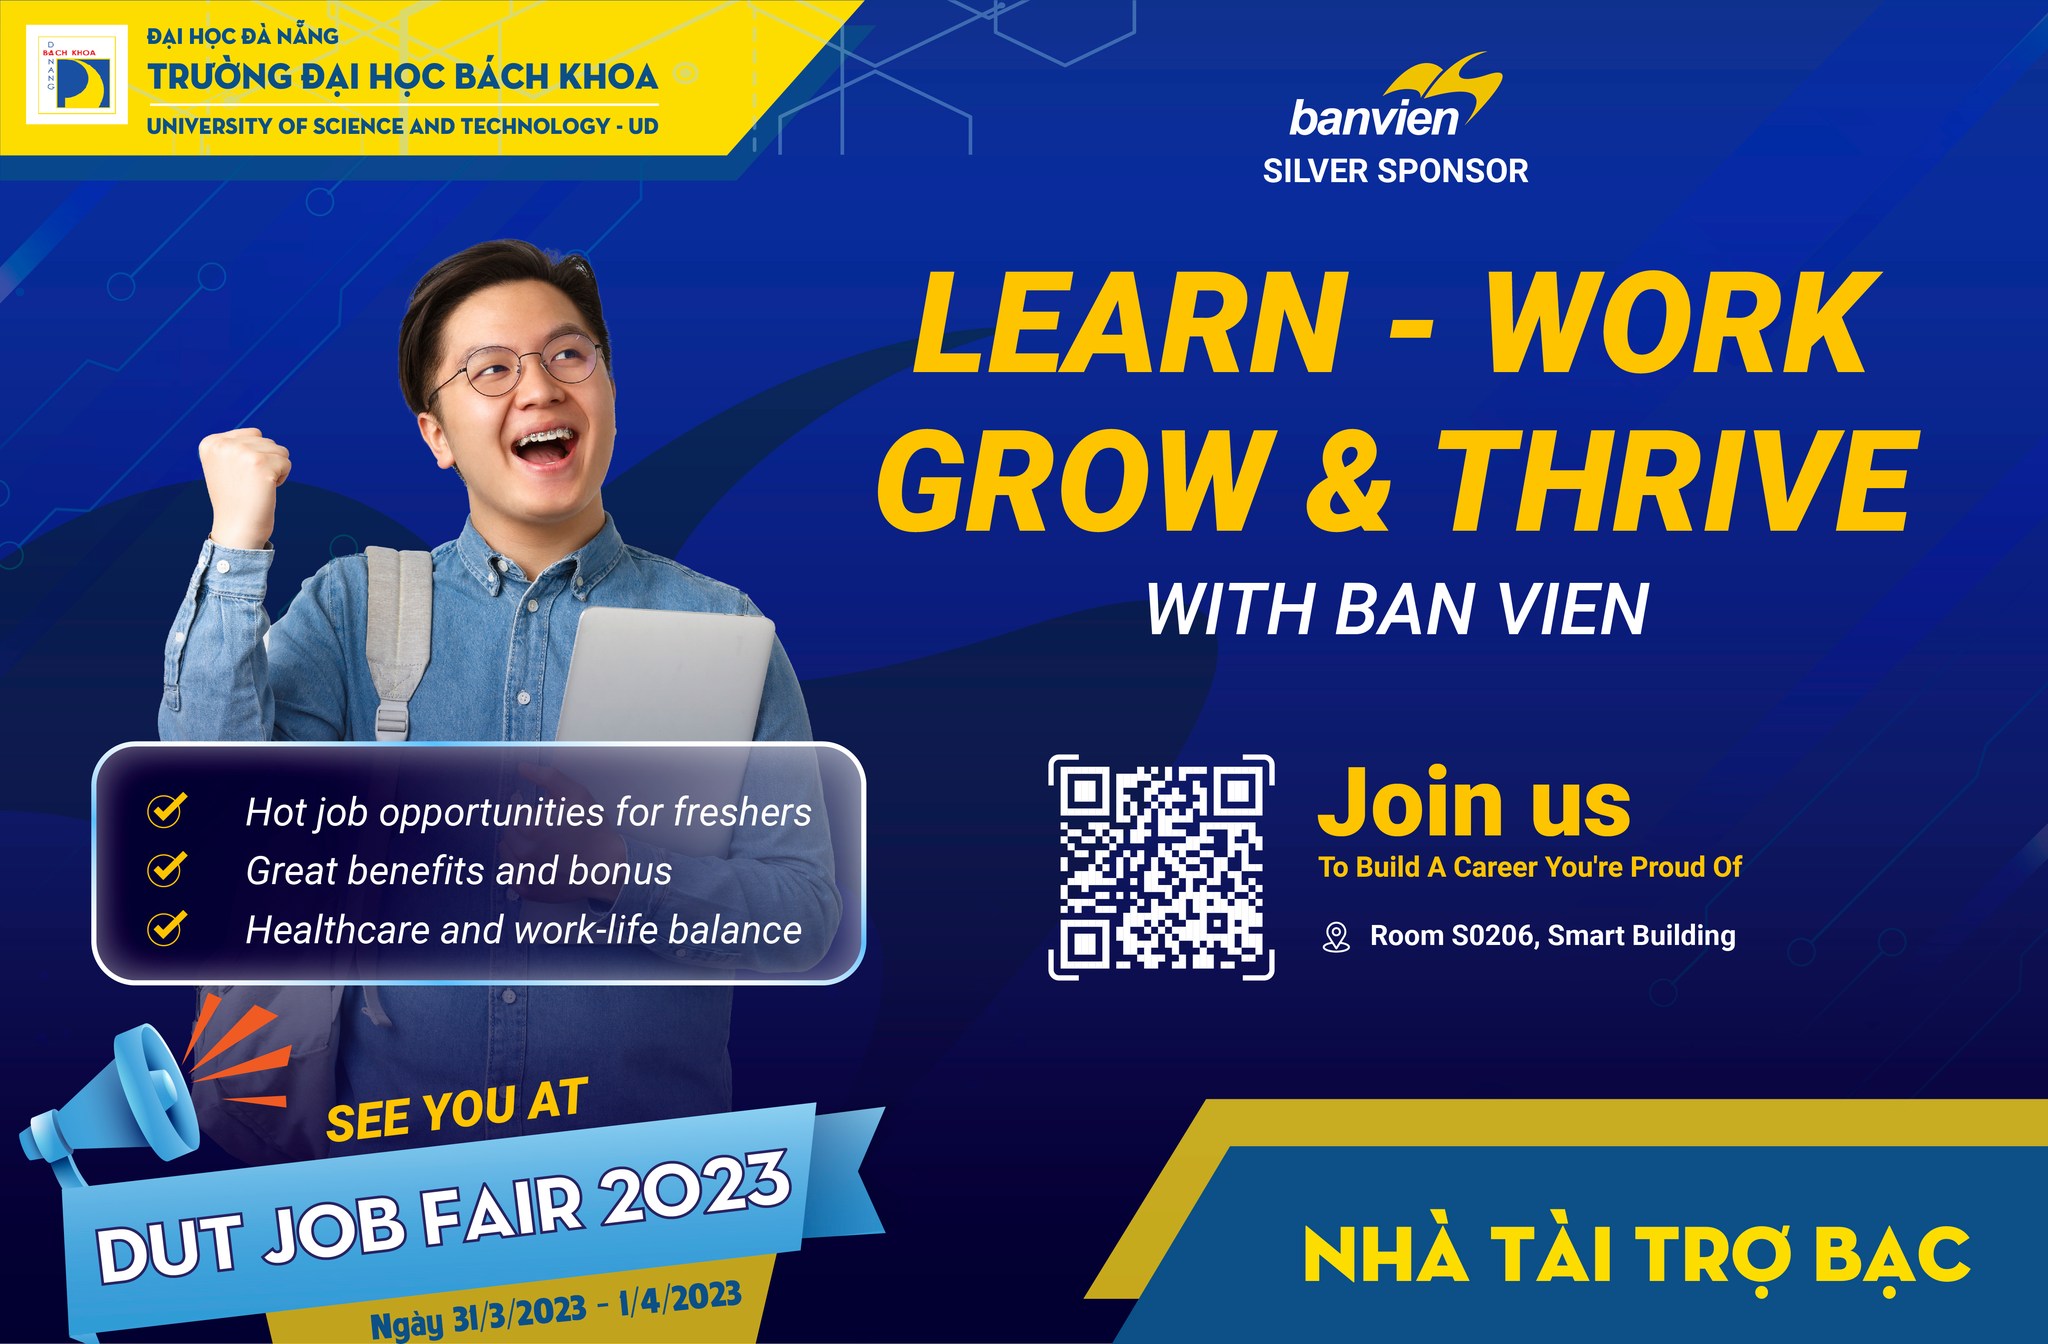 ĐẠI HỌC ĐÀ NẴNG
TRƯỜNG ĐẠI HỌC BÁCH KHOA
UNIVERSITY OF SCIENCE AND TECHNOLOGY - UD
BÁCH KHOA
DANANG
banvien
SILVER SPONSOR
LEARN - WORK
GROW & THRIVE
WITH BAN VIEN
Hot job opportunities for freshers
Great benefits and bonus
Healthcare and work-life balance
Join us
To Build A Career You're Proud Of
Room S0206, Smart Building
SEE YOU AT
DUT JOB FAIR 2023
Ngày 31/3/2023 - 1/4/2023
NHÀ TÀI TRỢ BẠC